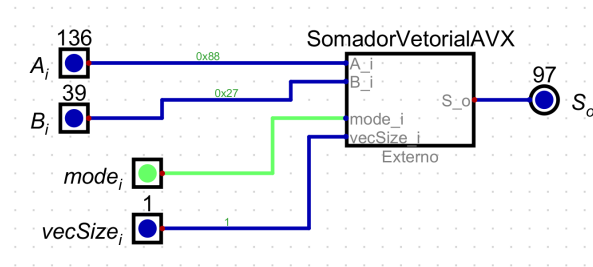 136
A_i
0x88
39
B_i
0x27
mode_i
1
vecSize_i
1
SomadorVetorialAVX
A_i
B_i
mode_i
vecSize_i
S_o
Externo
97
S_o